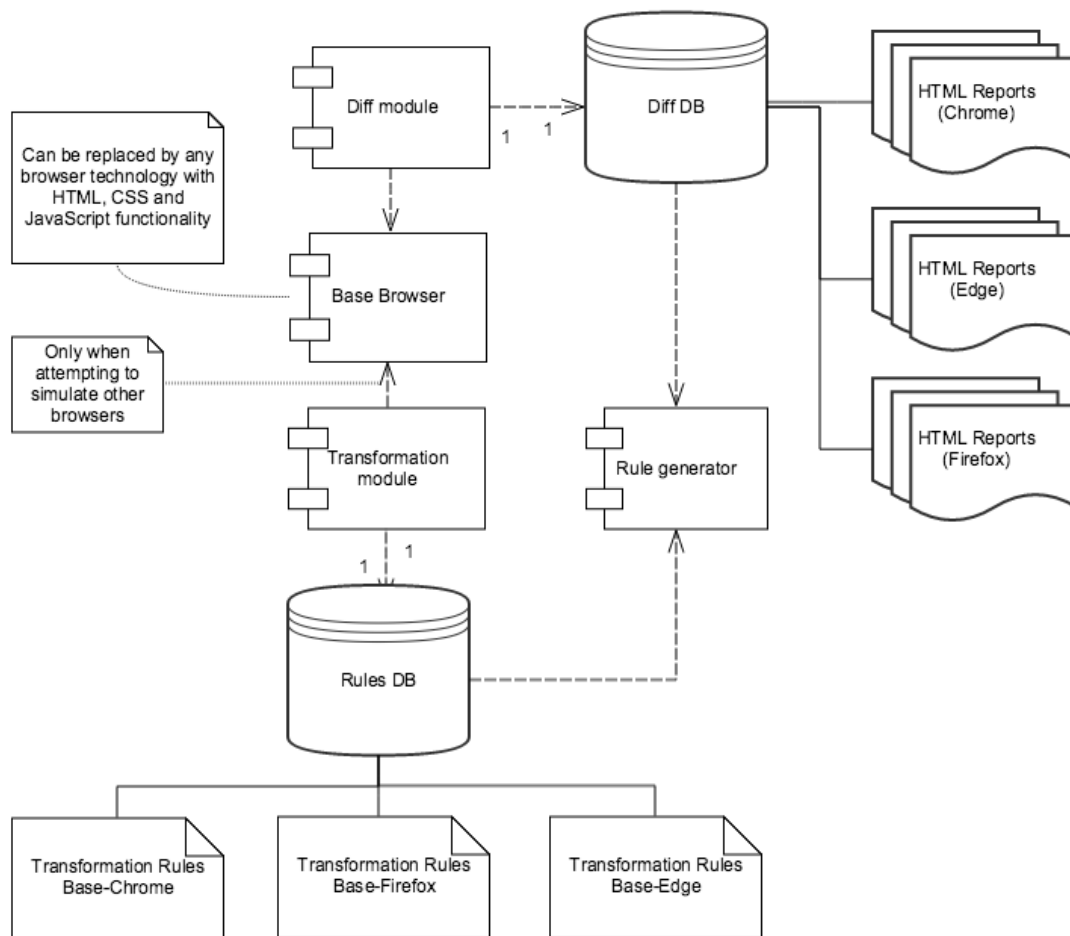 Diff module
Diff DB
HTML Reports
(Chrome)
1
1
Can be replaced by any
browser technology with
HTML, CSS and
JavaScript functionality
Base Browser
HTML Reports
(Edge)
Only when
attempting to
simulate other
browsers
Transformation
module
Rule generator
HTML Reports
(Firefox)
1
1
Rules DB
Transformation Rules
Base-Chrome
Transformation Rules
Base-Firefox
Transformation Rules
Base-Edge